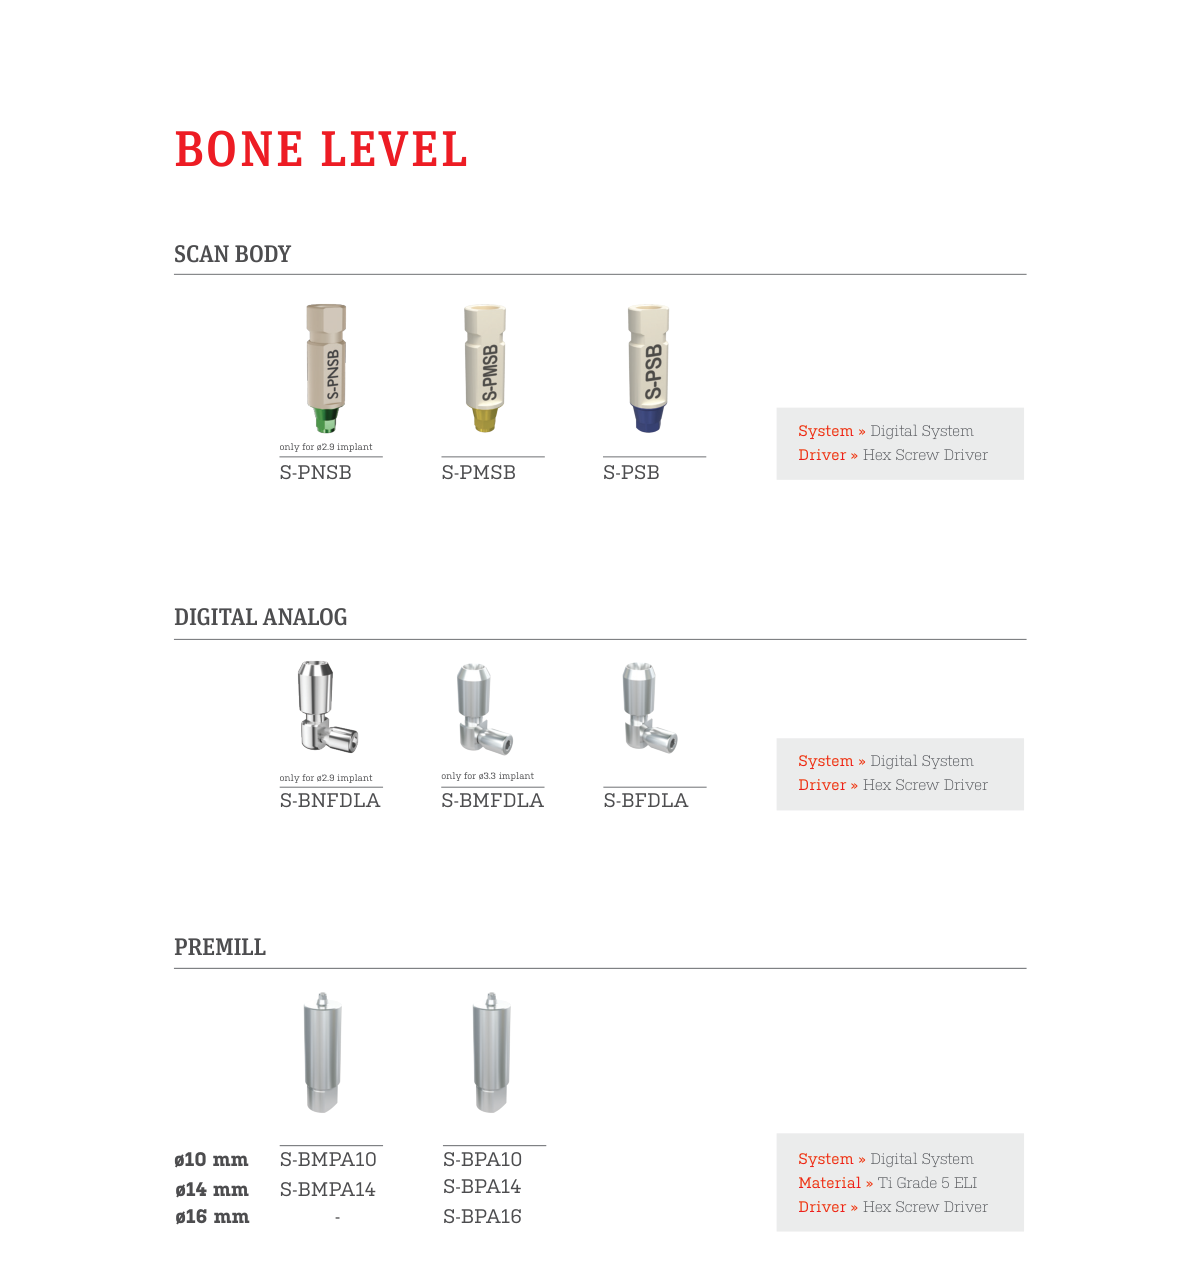 BONE LEVEL
SCAN BODY
S-PNSB
S-PMSB
S-PSB
only for ø2.9 implant
S-PNSB
S-PMSB
S-PSB
System » Digital System
Driver » Hex Screw Driver
DIGITAL ANALOG
only for ø2.9 implant
only for ø3.3 implant
S-BNFDLA
S-BMFDLA
S-BFDLA
System » Digital System
Driver » Hex Screw Driver
PREMILL
ø10 mm S-BMPA10 S-BPA10
ø14 mm S-BMPA14 S-BPA14
ø16 mm - S-BPA16
System » Digital System
Material » Ti Grade 5 ELI
Driver » Hex Screw Driver